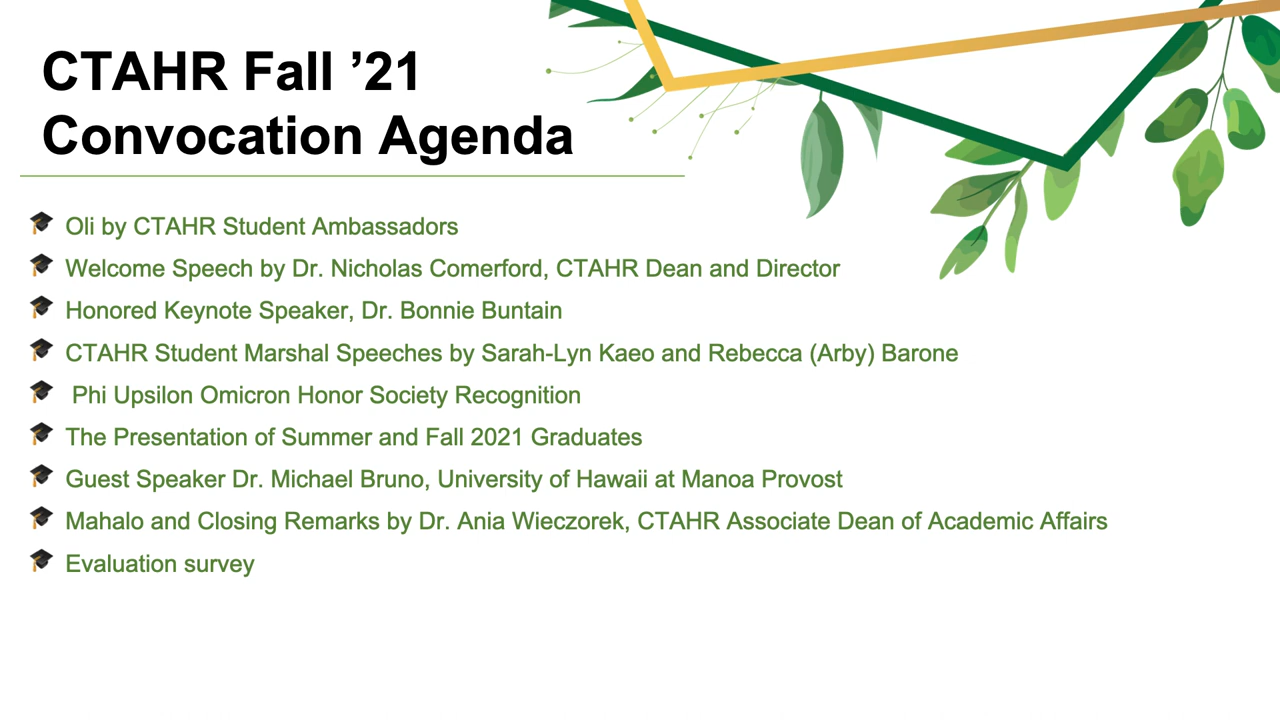 CTAHR Fall ’21
Convocation Agenda
Oli by CTAHR Student Ambassadors
Welcome Speech by Dr. Nicholas Comerford, CTAHR Dean and Director
Honored Keynote Speaker, Dr. Bonnie Buntain
CTAHR Student Marshal Speeches by Sarah-Lyn Kaeo and Rebecca (Arby) Barone
Phi Upsilon Omicron Honor Society Recognition
The Presentation of Summer and Fall 2021 Graduates
Guest Speaker Dr. Michael Bruno, University of Hawaii at Manoa Provost
Mahalo and Closing Remarks by Dr. Ania Wieczorek, CTAHR Associate Dean of Academic Affairs
Evaluation survey